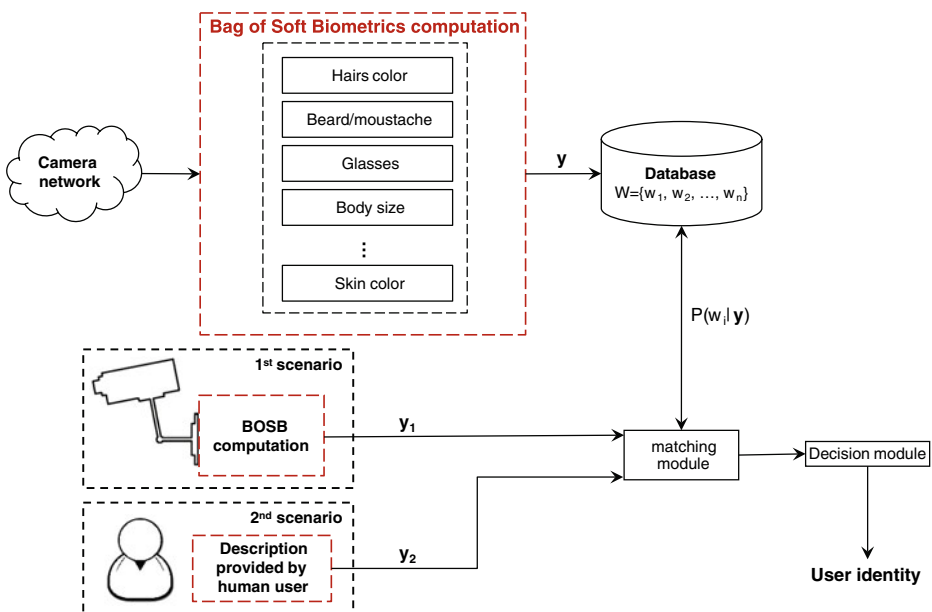 Bag of Soft Biometrics computation
Hairs color
Beard/moustache
Glasses
Body size
⋮
Skin color
Camera
network
y
Database
W={w₁, w₂, …, wₙ}
P(wᵢ| y)
1ˢᵗ scenario
BOSB
computation
y₁
matching
module
Decision module
2ⁿᵈ scenario
Description
provided by
human user
y₂
User identity